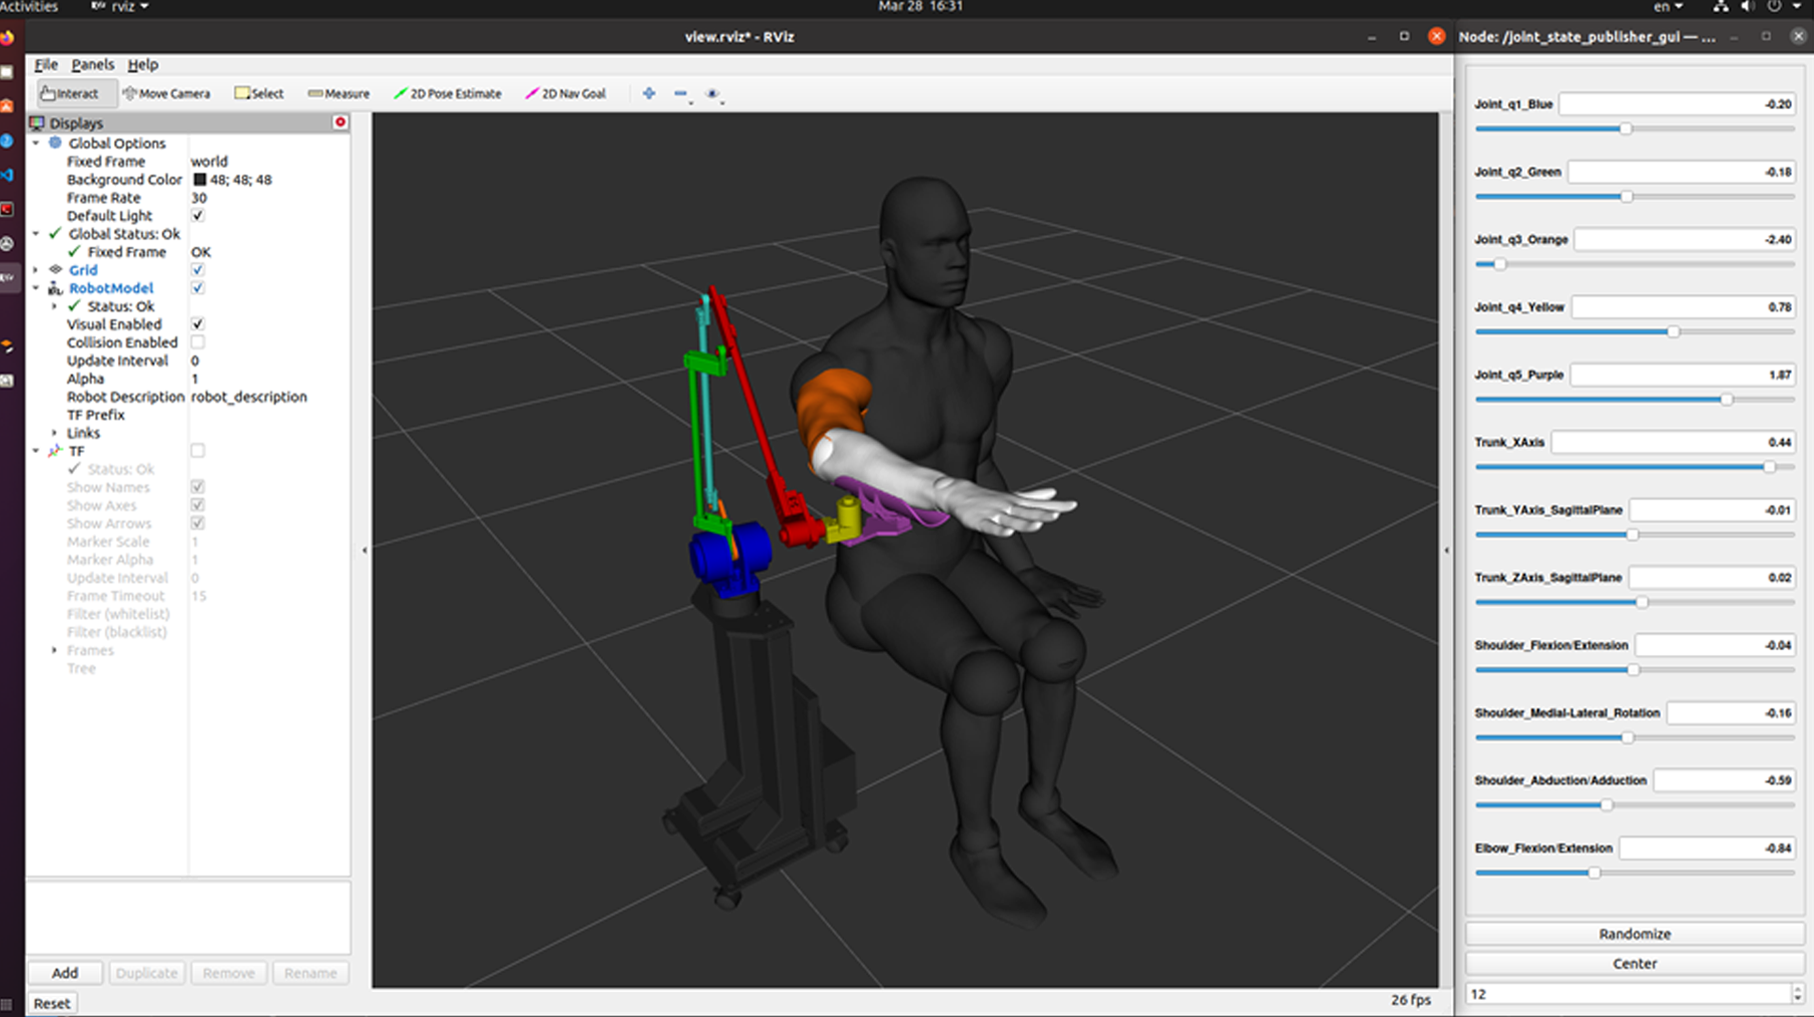 Activities rviz Mar 28 16:31 en
view.rviz* - RViz
Node: /joint_state_publisher_gui — ...
File Panels Help
Interact Move Camera Select Measure 2D Pose Estimate 2D Nav Goal
Displays
Global Options
Fixed Frame world
Background Color 48; 48; 48
Frame Rate 30
Default Light
Global Status: Ok
Fixed Frame OK
Grid
RobotModel
Status: Ok
Visual Enabled
Collision Enabled
Update Interval 0
Alpha 1
Robot Description robot_description
TF Prefix
Links
TF
Status: Ok
Show Names
Show Axes
Show Arrows
Marker Scale 1
Marker Alpha 1
Update Interval 0
Frame Timeout 15
Filter (whitelist)
Filter (blacklist)
Frames
Tree
Add Duplicate Remove Rename
Reset
26 fps
Joint_q1_Blue -0.20
Joint_q2_Green -0.18
Joint_q3_Orange -2.40
Joint_q4_Yellow 0.78
Joint_q5_Purple 1.87
Trunk_XAxis 0.44
Trunk_YAxis_SagittalPlane -0.01
Trunk_ZAxis_SagittalPlane 0.02
Shoulder_Flexion/Extension -0.04
Shoulder_Medial-Lateral_Rotation -0.16
Shoulder_Abduction/Adduction -0.59
Elbow_Flexion/Extension -0.84
Randomize
Center
12